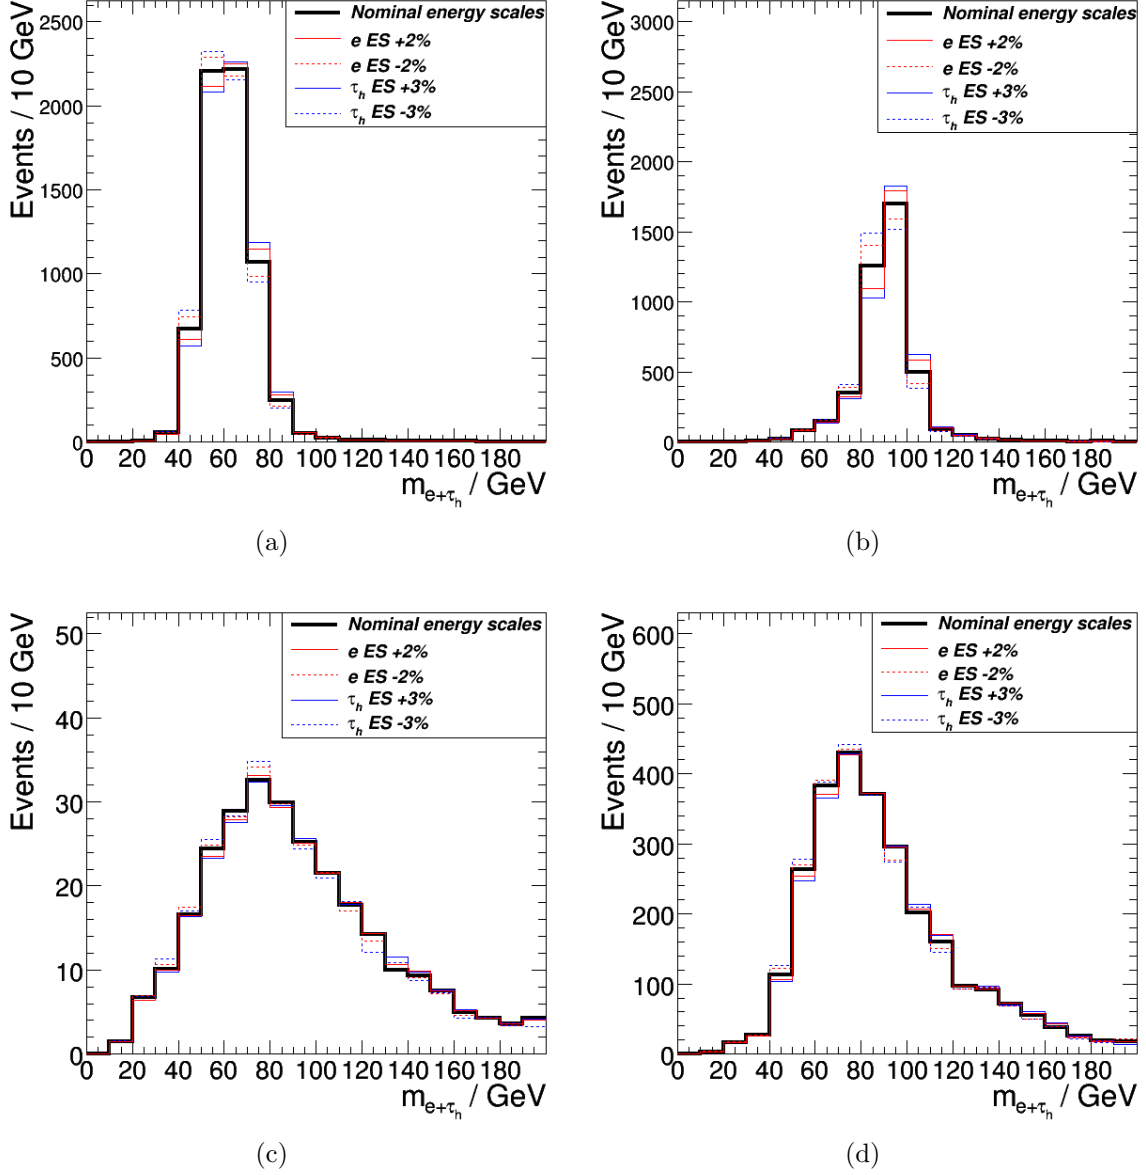 Events / 10 GeV
2500
2000
1500
1000
500
0
Nominal energy scales
e ES +2%
e ES -2%
τh ES +3%
τh ES -3%
0 20 40 60 80 100 120 140 160 180
me+τh / GeV
(a)
Events / 10 GeV
3000
2500
2000
1500
1000
500
0
Nominal energy scales
e ES +2%
e ES -2%
τh ES +3%
τh ES -3%
0 20 40 60 80 100 120 140 160 180
me+τh / GeV
(b)
Events / 10 GeV
50
40
30
20
10
0
Nominal energy scales
e ES +2%
e ES -2%
τh ES +3%
τh ES -3%
0 20 40 60 80 100 120 140 160 180
me+τh / GeV
(c)
Events / 10 GeV
600
500
400
300
200
100
0
Nominal energy scales
e ES +2%
e ES -2%
τh ES +3%
τh ES -3%
0 20 40 60 80 100 120 140 160 180
me+τh / GeV
(d)